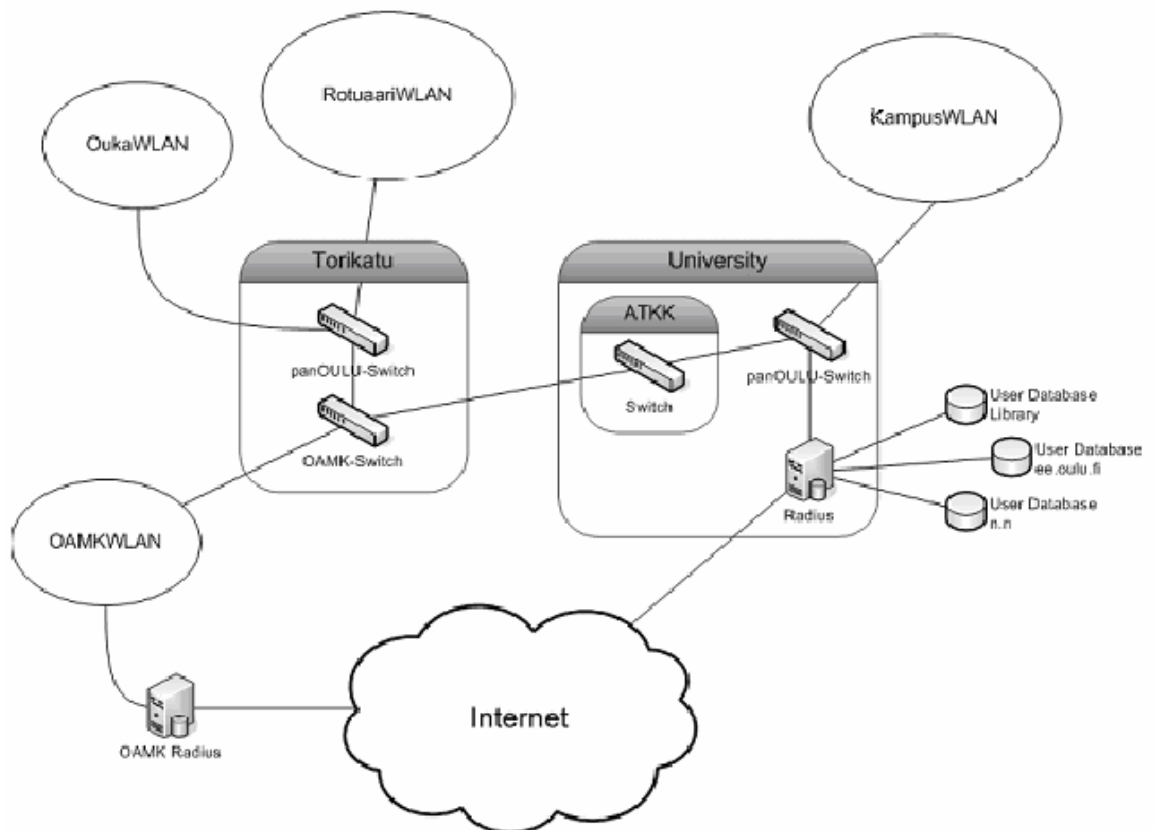 RotuaariWLAN
OukaWLAN
KampusWLAN
Torikatu
University
ATKK
panOULU-Switch
panOULU-Switch
Switch
OAMK-Switch
User Database
Library
User Database
ee.oulu.fi
User Database
n.n
Radius
OAMKWLAN
Internet
OAMK Radius